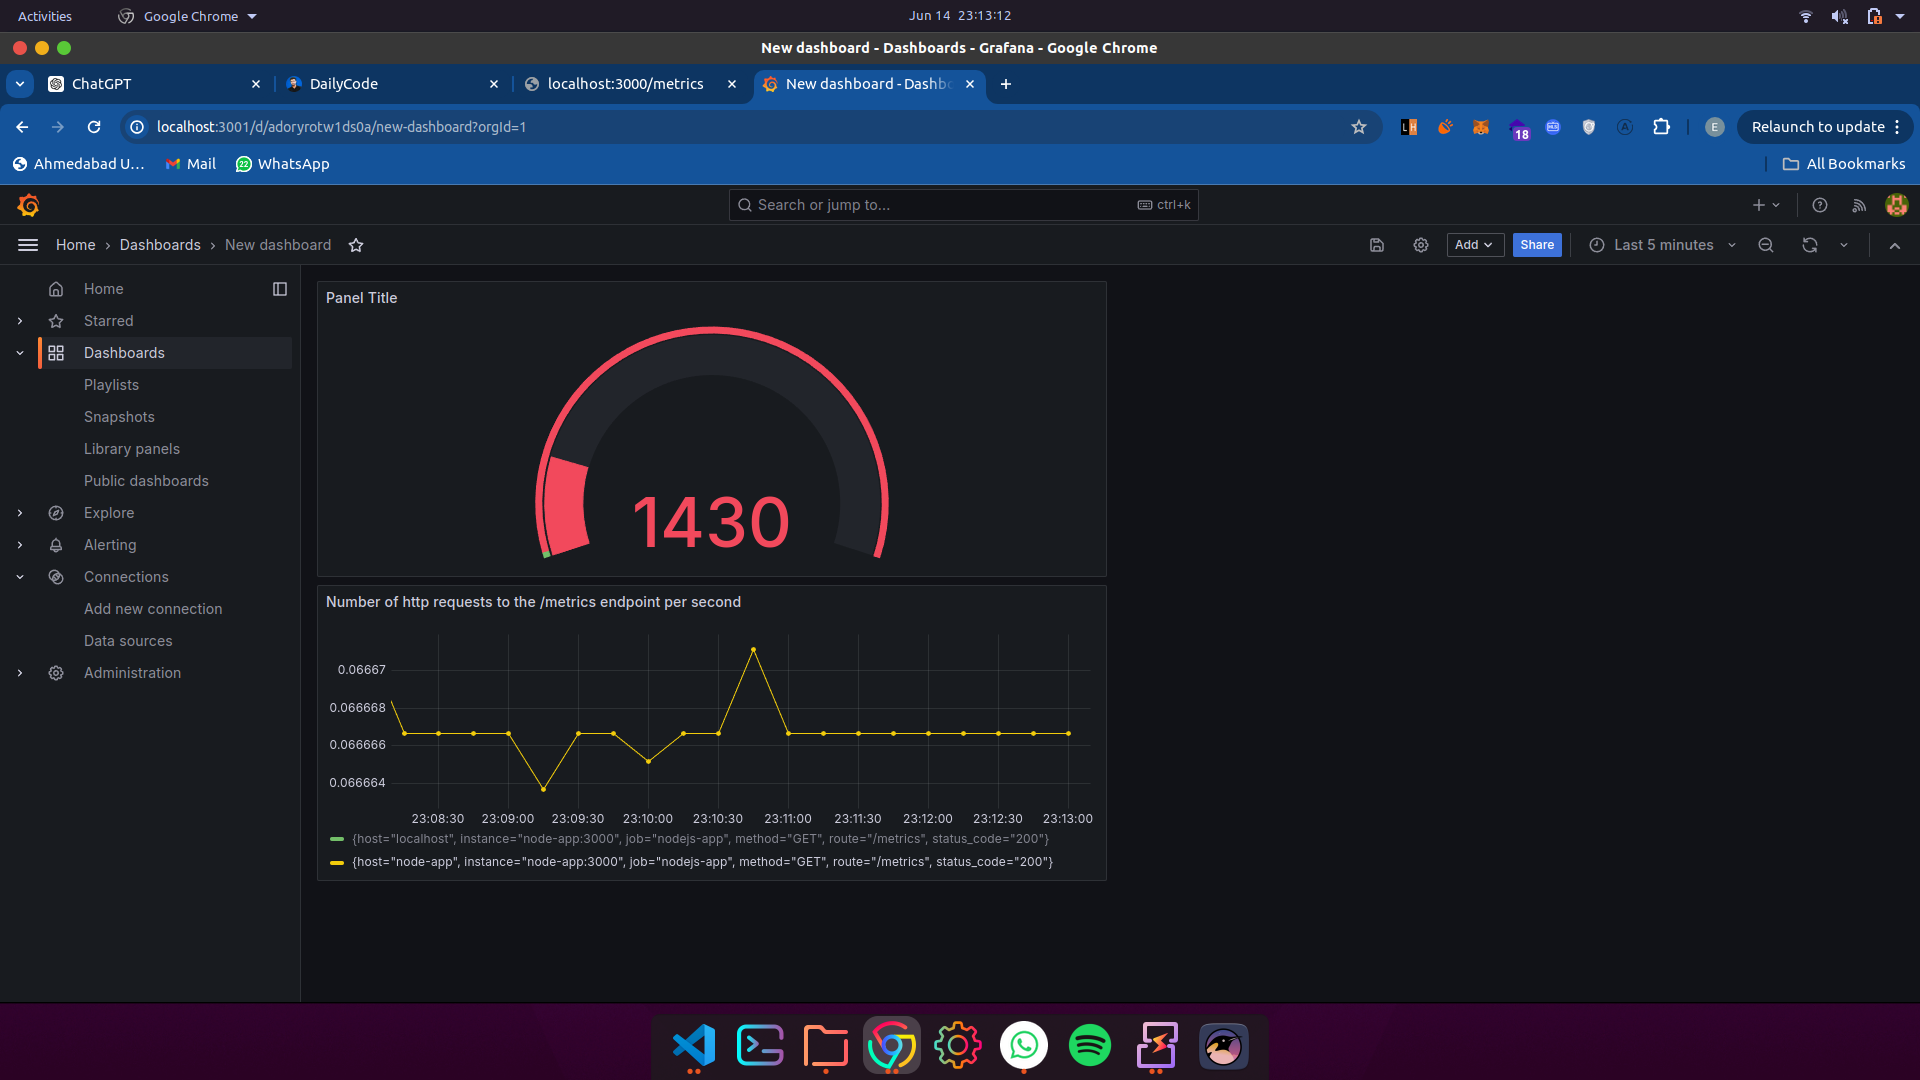 Activities
Google Chrome
Jun 14 23:13:12
New dashboard - Dashboards - Grafana - Google Chrome
ChatGPT
DailyCode
localhost:3000/metrics
New dashboard - Dashbo
localhost:3001/d/adoryrotw1ds0a/new-dashboard?orgId=1
LH
18
E
Relaunch to update
Ahmedabad U...
Mail
22
WhatsApp
All Bookmarks
Search or jump to...
ctrl+k
Home
Dashboards
New dashboard
Add
Share
Last 5 minutes
Home
Starred
Dashboards
Playlists
Snapshots
Library panels
Public dashboards
Explore
Alerting
Connections
Add new connection
Data sources
Administration
Panel Title
1430
Number of http requests to the /metrics endpoint per second
0.06667
0.066668
0.066666
0.066664
23:08:30 23:09:00 23:09:30 23:10:00 23:10:30 23:11:00 23:11:30 23:12:00 23:12:30 23:13:00
{host="localhost", instance="node-app:3000", job="nodejs-app", method="GET", route="/metrics", status_code="200"}
{host="node-app", instance="node-app:3000", job="nodejs-app", method="GET", route="/metrics", status_code="200"}